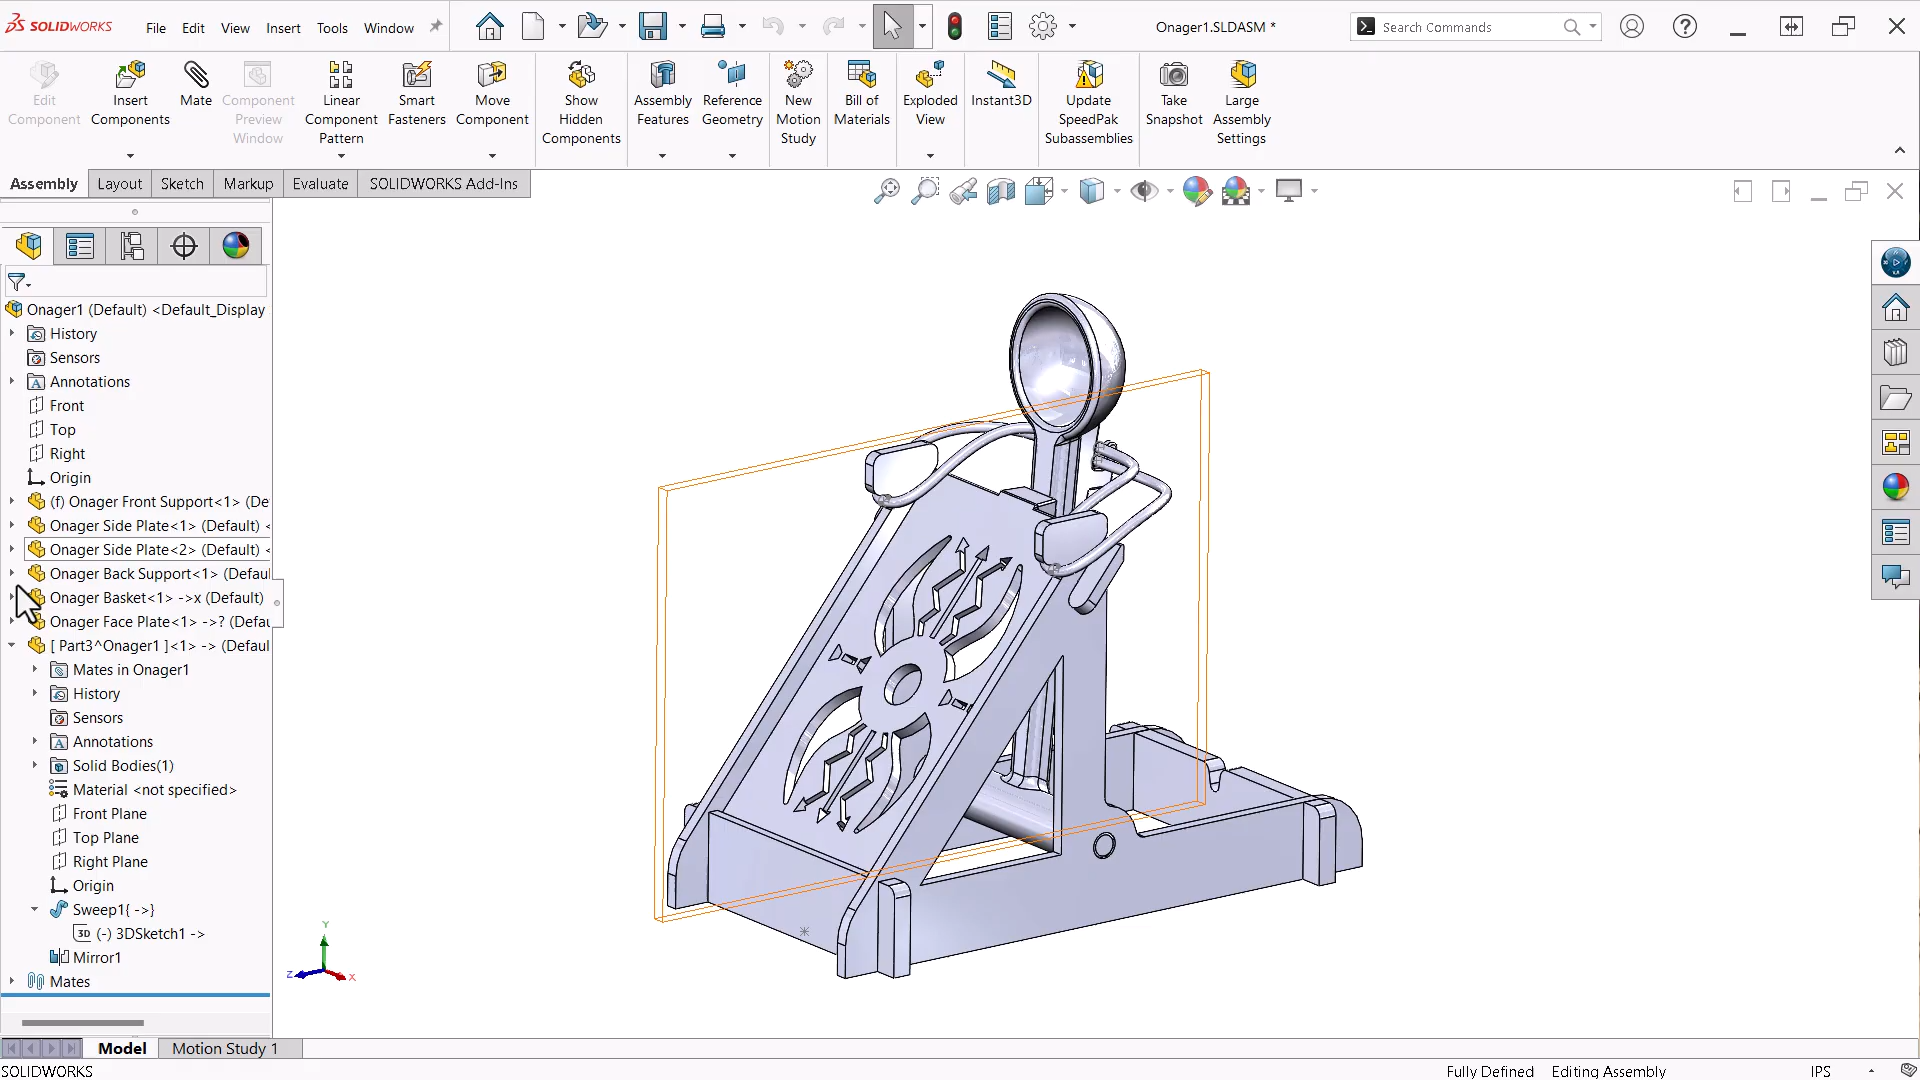 SOLIDWORKS
File Edit View Insert Tools Window
Onager1.SLDASM *
Search Commands
Edit Component
Insert Components
Mate
Component Preview Window
Linear Component Pattern
Smart Fasteners
Move Component
Show Hidden Components
Assembly Features
Reference Geometry
New Motion Study
Bill of Materials
Exploded View
Instant3D
Update SpeedPak Subassemblies
Take Snapshot
Large Assembly Settings
Assembly Layout Sketch Markup Evaluate SOLIDWORKS Add-Ins
Onager1 (Default) <Default_Display
History
Sensors
Annotations
Front
Top
Right
Origin
(f) Onager Front Support<1> (De
Onager Side Plate<1> (Default) <
Onager Side Plate<2> (Default) <
Onager Back Support<1> (Defaul
Onager Basket<1> ->x (Default)
Onager Face Plate<1> ->? (Defau
[ Part3^Onager1 ]<1> -> (Defaul
Mates in Onager1
History
Sensors
Annotations
Solid Bodies(1)
Material <not specified>
Front Plane
Top Plane
Right Plane
Origin
Sweep1{ ->}
3D (-) 3DSketch1 ->
Mirror1
Mates
Y
Z
X
Model Motion Study 1
SOLIDWORKS
Fully Defined Editing Assembly IPS